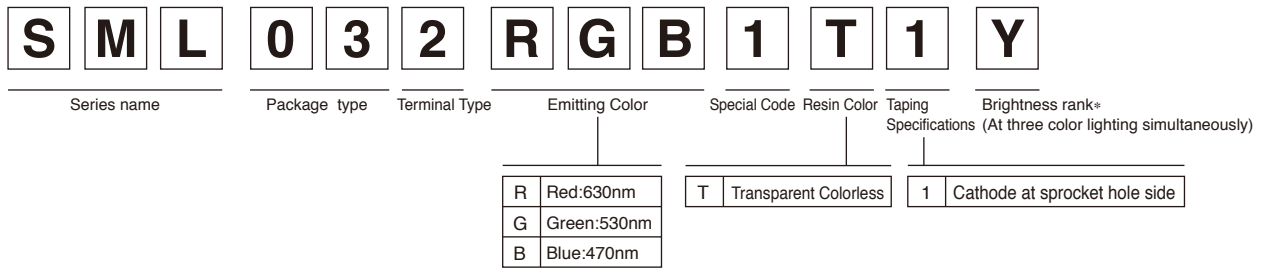 S M L 0 3 2 R G B 1 T 1 Y
Series name Package type Terminal Type Emitting Color Special Code Resin Color Taping Specifications Brightness rank*
(At three color lighting simultaneously)
R Red:630nm
G Green:530nm
B Blue:470nm
T Transparent Colorless
1 Cathode at sprocket hole side